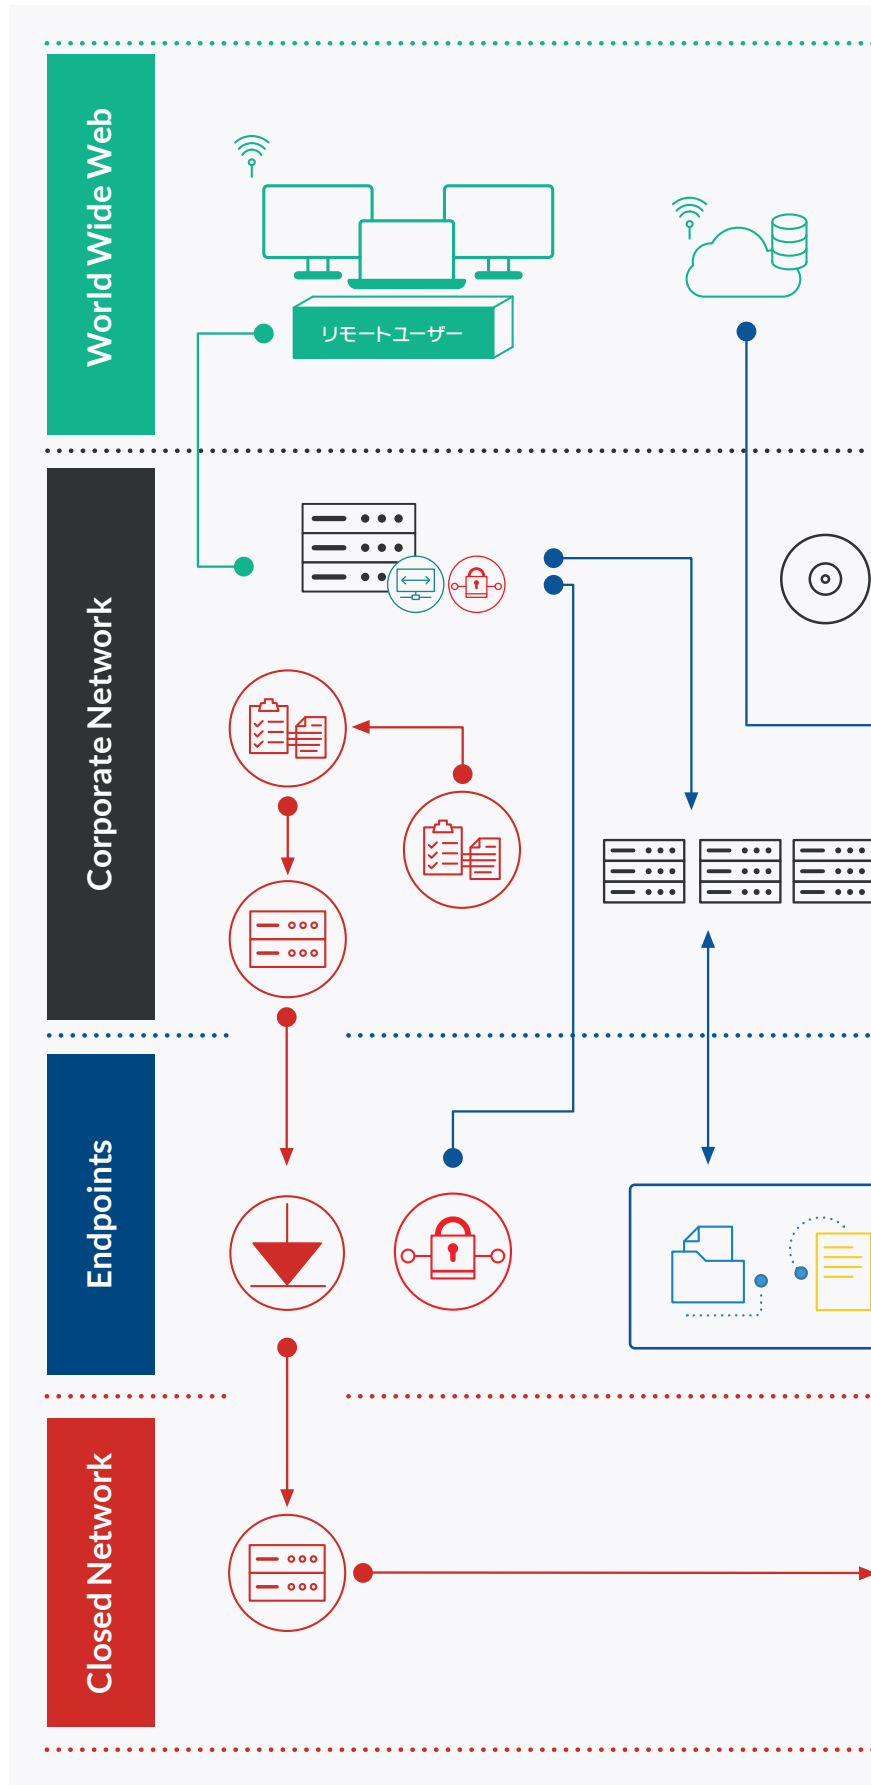 World Wide Web
リモートユーザー
Corporate Network
Endpoints
Closed Network